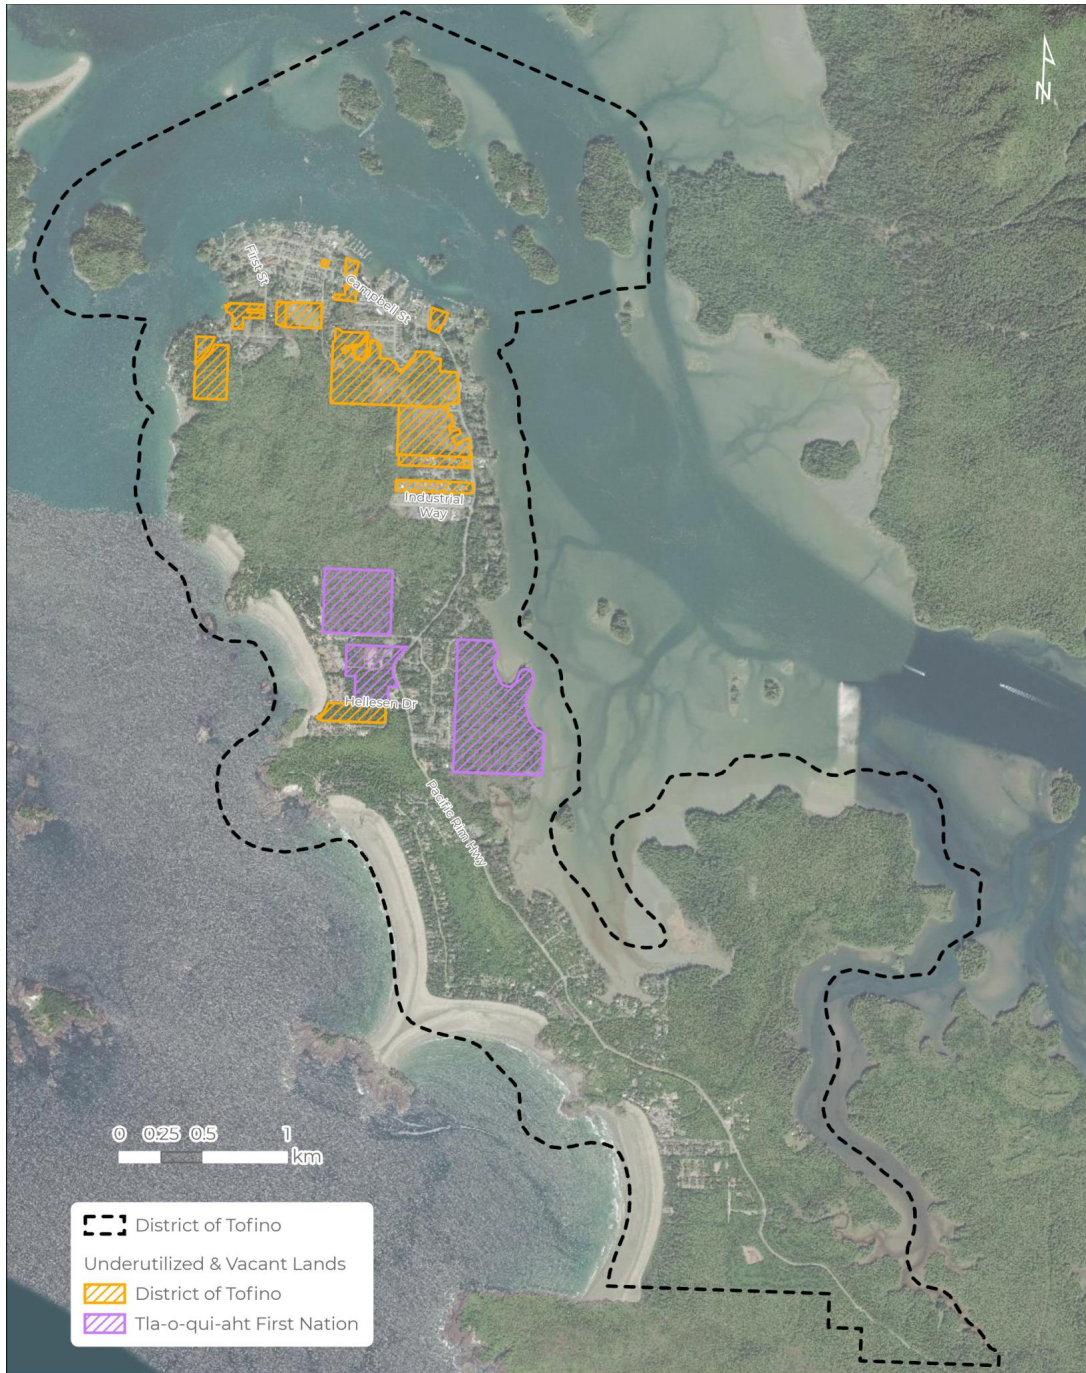 N
First St
Campbell St
Industrial
Way
Hellesen Dr
Pacific Rim Hwy
0 0.25 0.5 1
km
District of Tofino
Underutilized & Vacant Lands
District of Tofino
Tla-o-qui-aht First Nation